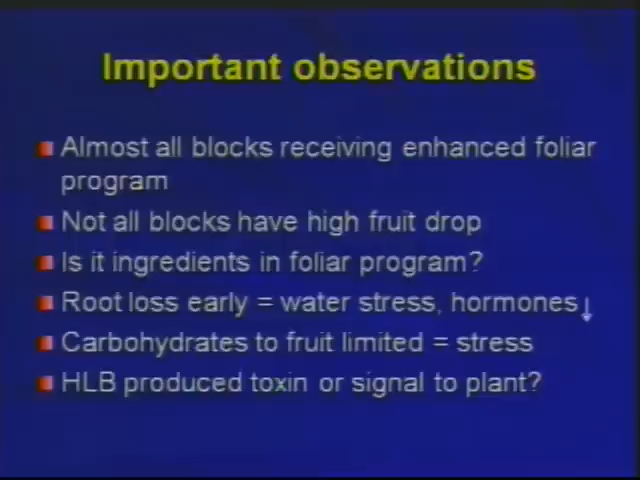 Important observations
Almost all blocks receiving enhanced foliar
program
Not all blocks have high fruit drop
Is it ingredients in foliar program?
Root loss early = water stress, hormones↓
Carbohydrates to fruit limited = stress
HLB produced toxin or signal to plant?